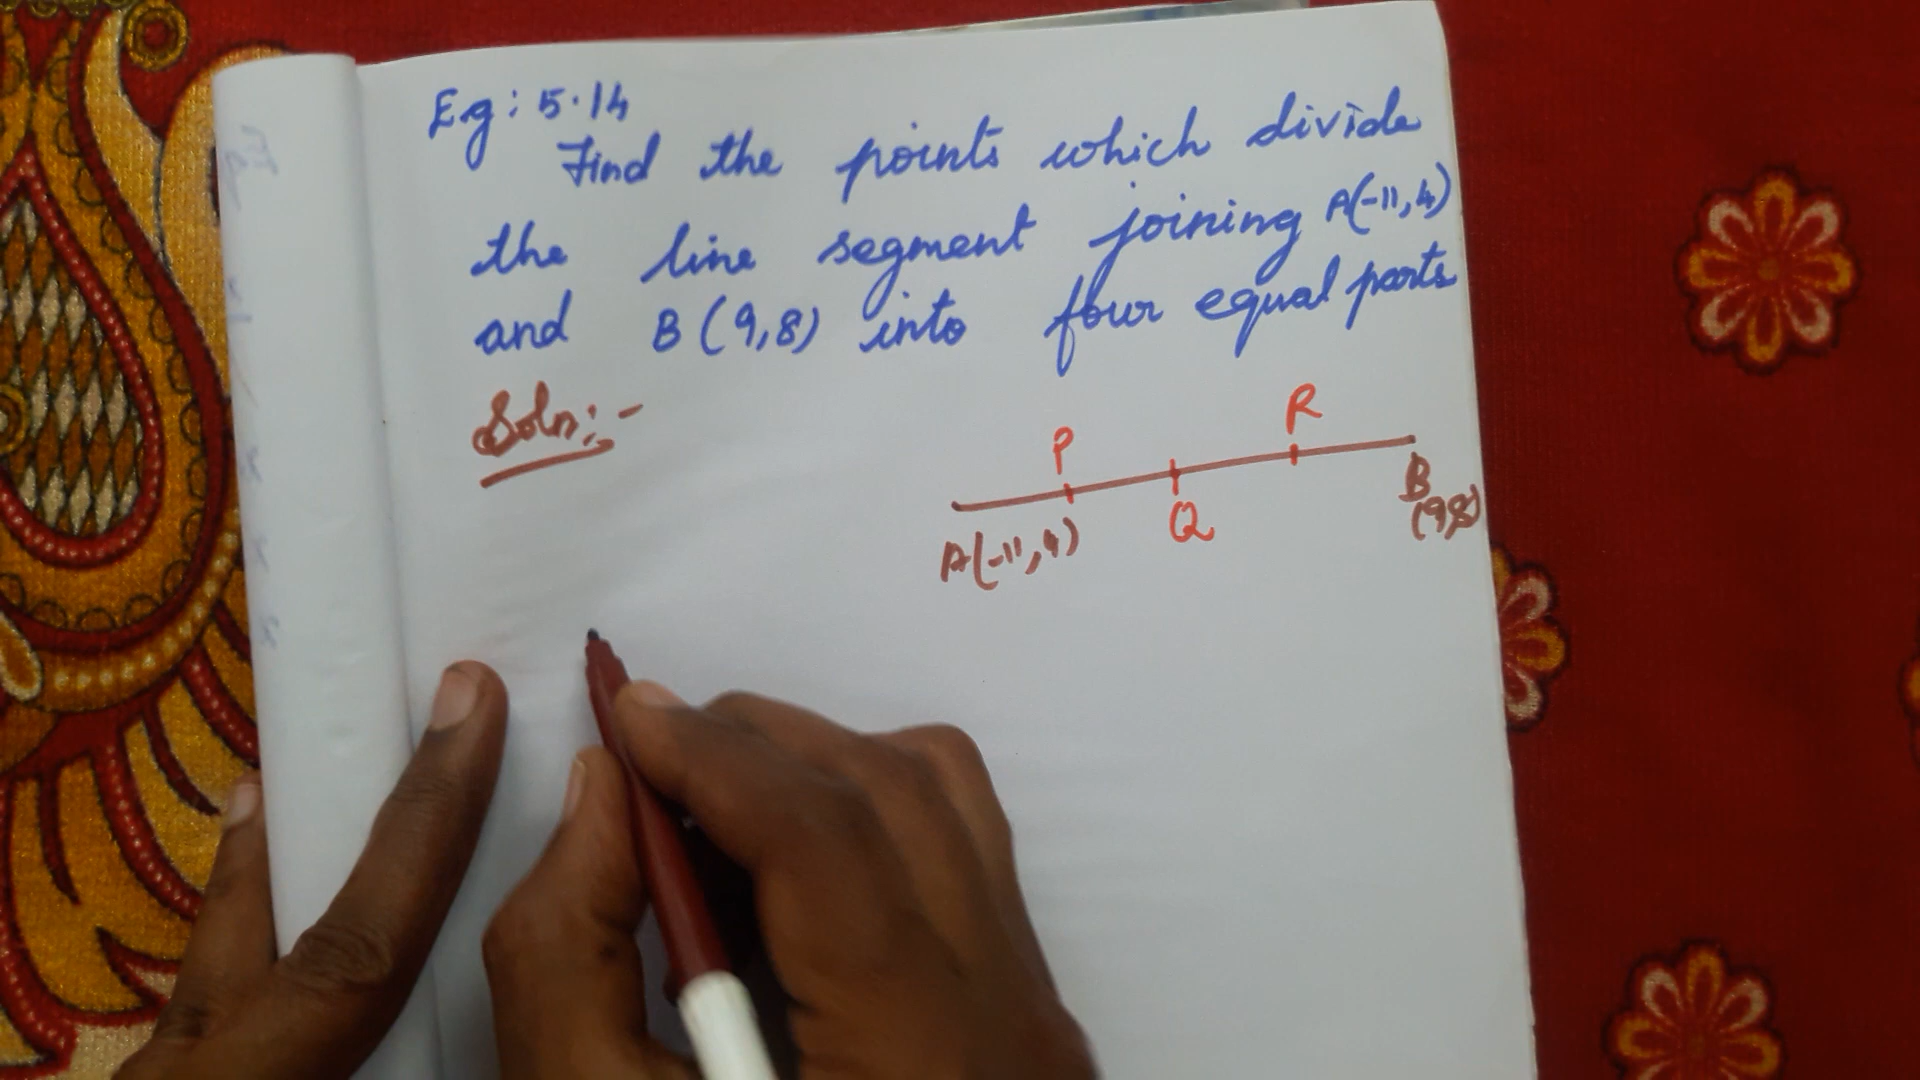 Eg: 5.14
Find the points which divide
the line segment joining A(-11,4)
and B(9,8) into four equal parts
Soln:-
P
R
Q
B
(9,8)
A(-11,4)